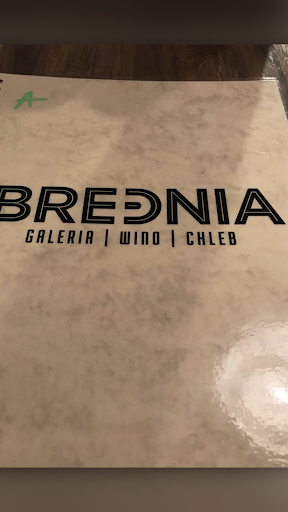 A
BREDNIA
GALERIA | WINO | CHLEB